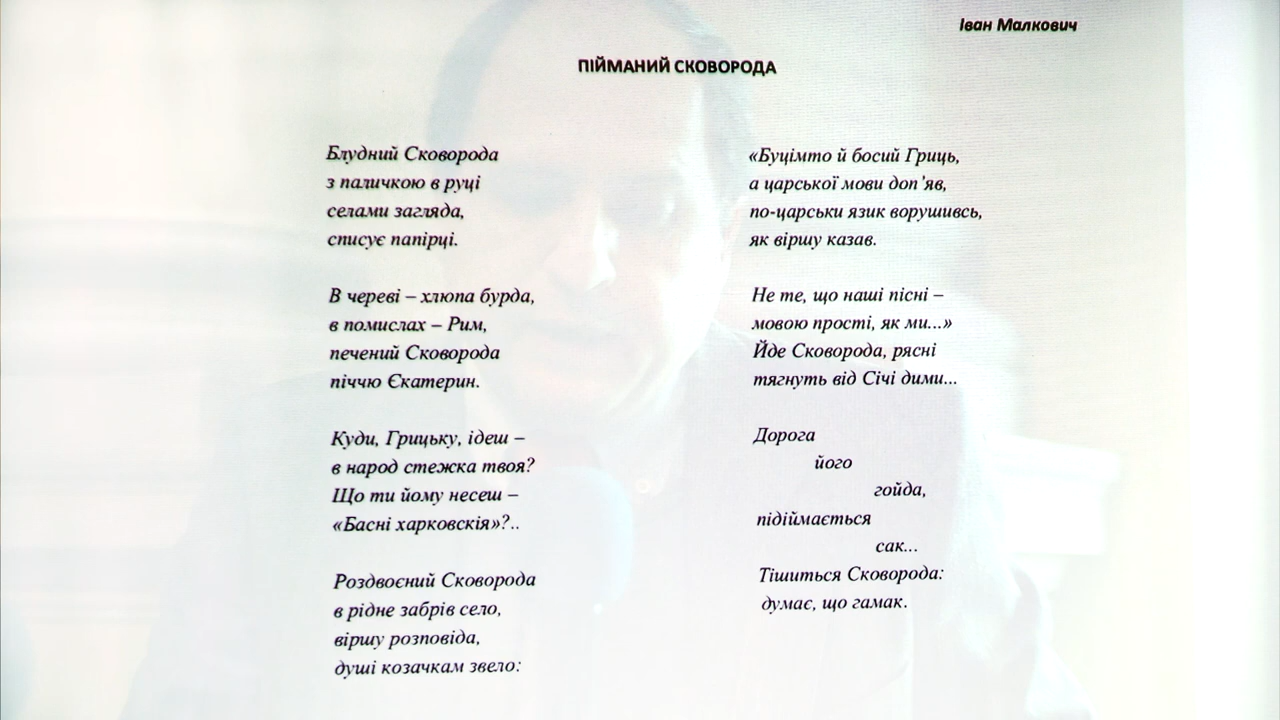 Іван Малкович
ПІЙМАНИЙ СКОВОРОДА
Блудний Сковорода
з паличкою в руці
селами загляда,
списує папірці.
В череві – хлюпа бурда,
в помислах – Рим,
печений Сковорода
піччю Єкатерин.
Куди, Грицьку, ідеш –
в народ стежка твоя?
Що ти йому несеш –
«Басні харковскія»?..
Роздвоєний Сковорода
в рідне забрів село,
віршу розповіда,
душі козачкам звело:
«Буцімто й босий Гриць,
а царської мови доп'яв,
по-царськи язик ворушивсь,
як віршу казав.
Не те, що наші пісні –
мовою прості, як ми...»
Йде Сковорода, рясні
тягнуть від Січі дими...
Дорога
його
гойда,
підіймається
сак...
Тішиться Сковорода:
думає, що гамак.